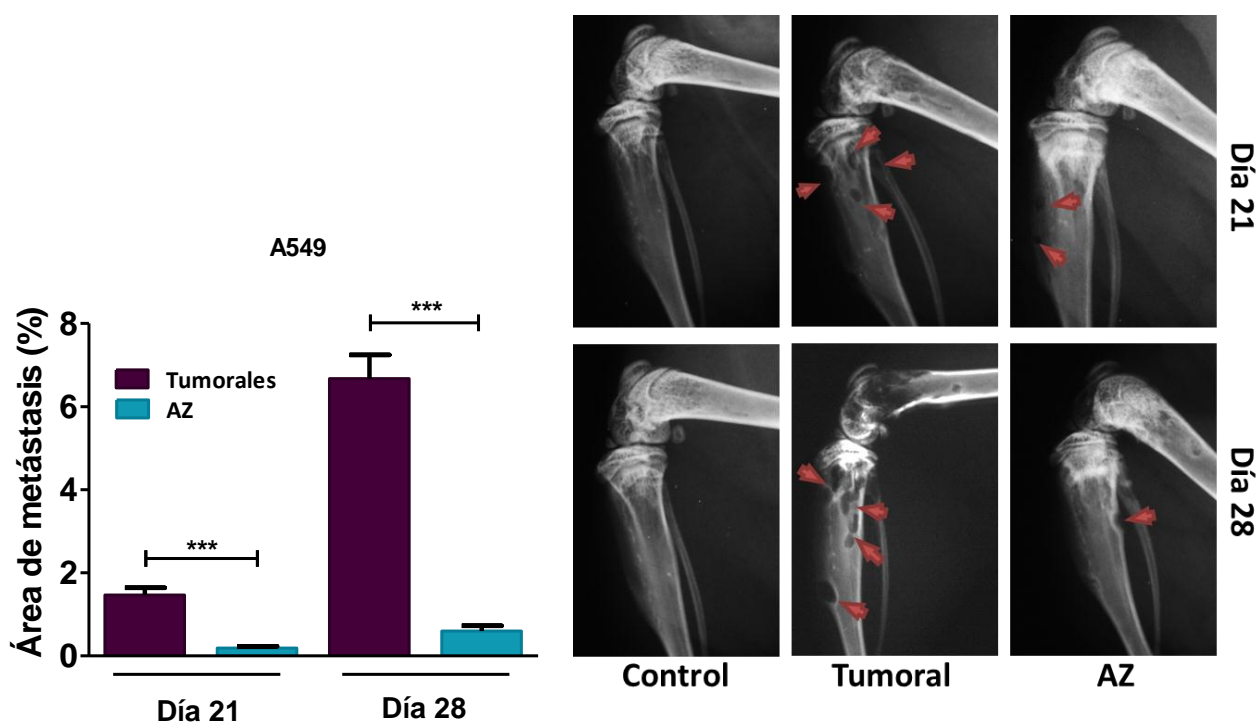 A549
Área de metástasis (%)
8
6
4
2
0
***
***
Tumorales
AZ
Día 21
Día 28
Día 21
Día 28
Control
Tumoral
AZ